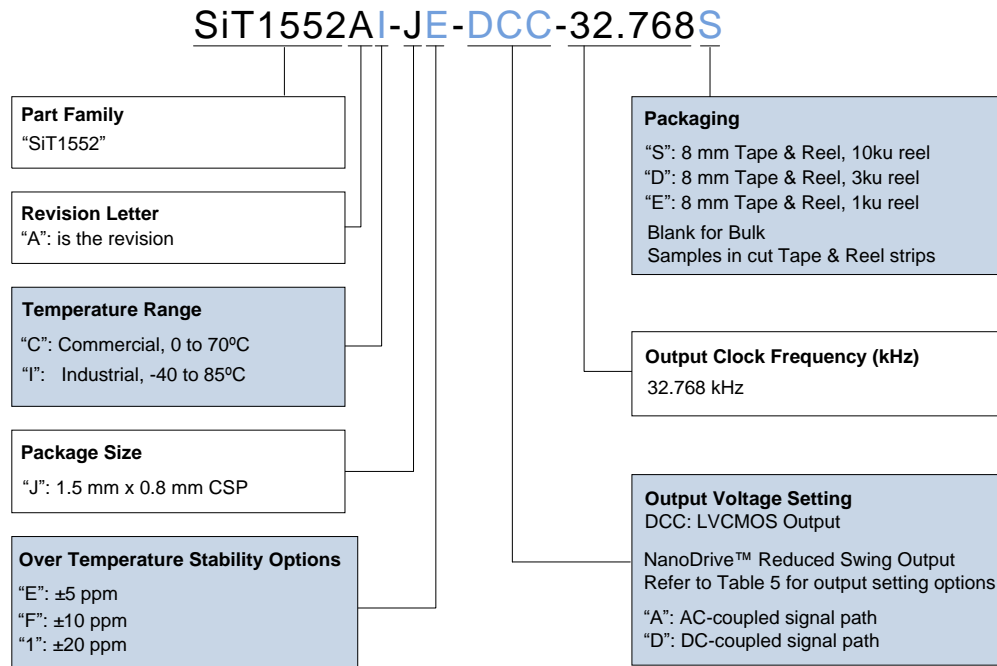 SiT1552AI-JE-DCC-32.768S
Part Family
“SiT1552”
Revision Letter
“A”: is the revision
Temperature Range
“C”: Commercial, 0 to 70ºC
“I”: Industrial, -40 to 85ºC
Package Size
“J”: 1.5 mm x 0.8 mm CSP
Over Temperature Stability Options
“E”: ±5 ppm
“F”: ±10 ppm
“1”: ±20 ppm
Packaging
“S”: 8 mm Tape & Reel, 10ku reel
“D”: 8 mm Tape & Reel, 3ku reel
“E”: 8 mm Tape & Reel, 1ku reel
Blank for Bulk
Samples in cut Tape & Reel strips
Output Clock Frequency (kHz)
32.768 kHz
Output Voltage Setting
DCC: LVCMOS Output
NanoDrive™ Reduced Swing Output
Refer to Table 5 for output setting options
“A”: AC-coupled signal path
“D”: DC-coupled signal path